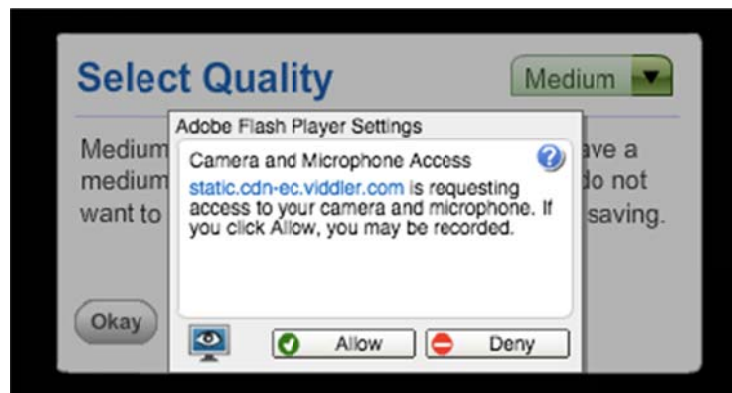 Select Quality
Medium
Adobe Flash Player Settings
Medium
ave a
Camera and Microphone Access
medium
do not
static.cdn-ec.viddler.com is requesting
want to
saving.
access to your camera and microphone. If
you click Allow, you may be recorded.
Okay
Allow
Deny